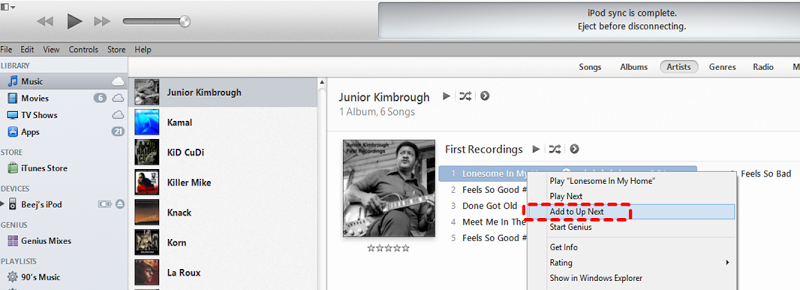 iPod sync is complete.
Eject before disconnecting.
File Edit View Controls Store Help
LIBRARY
Music
Movies 6
TV Shows
Apps 21
STORE
iTunes Store
DEVICES
Beej's iPod
GENIUS
Genius Mixes
PLAYLISTS
90's Music
Songs Albums Artists Genres Radio
Junior Kimbrough
Kamal
KiD CuDi
Killer Mike
Knack
Korn
La Roux
Junior Kimbrough
1 Album, 6 Songs
Junior Kimbrough
First Recordings
First Recordings
1 Lonesome In My
2 Feels So Good #
3 Done Got Old
4 Meet Me In The
5 Feels So Good #
6 Feels So Bad
Play "Lonesome In My Home"
Play Next
Add to Up Next
Start Genius
Get Info
Rating
Show in Windows Explorer